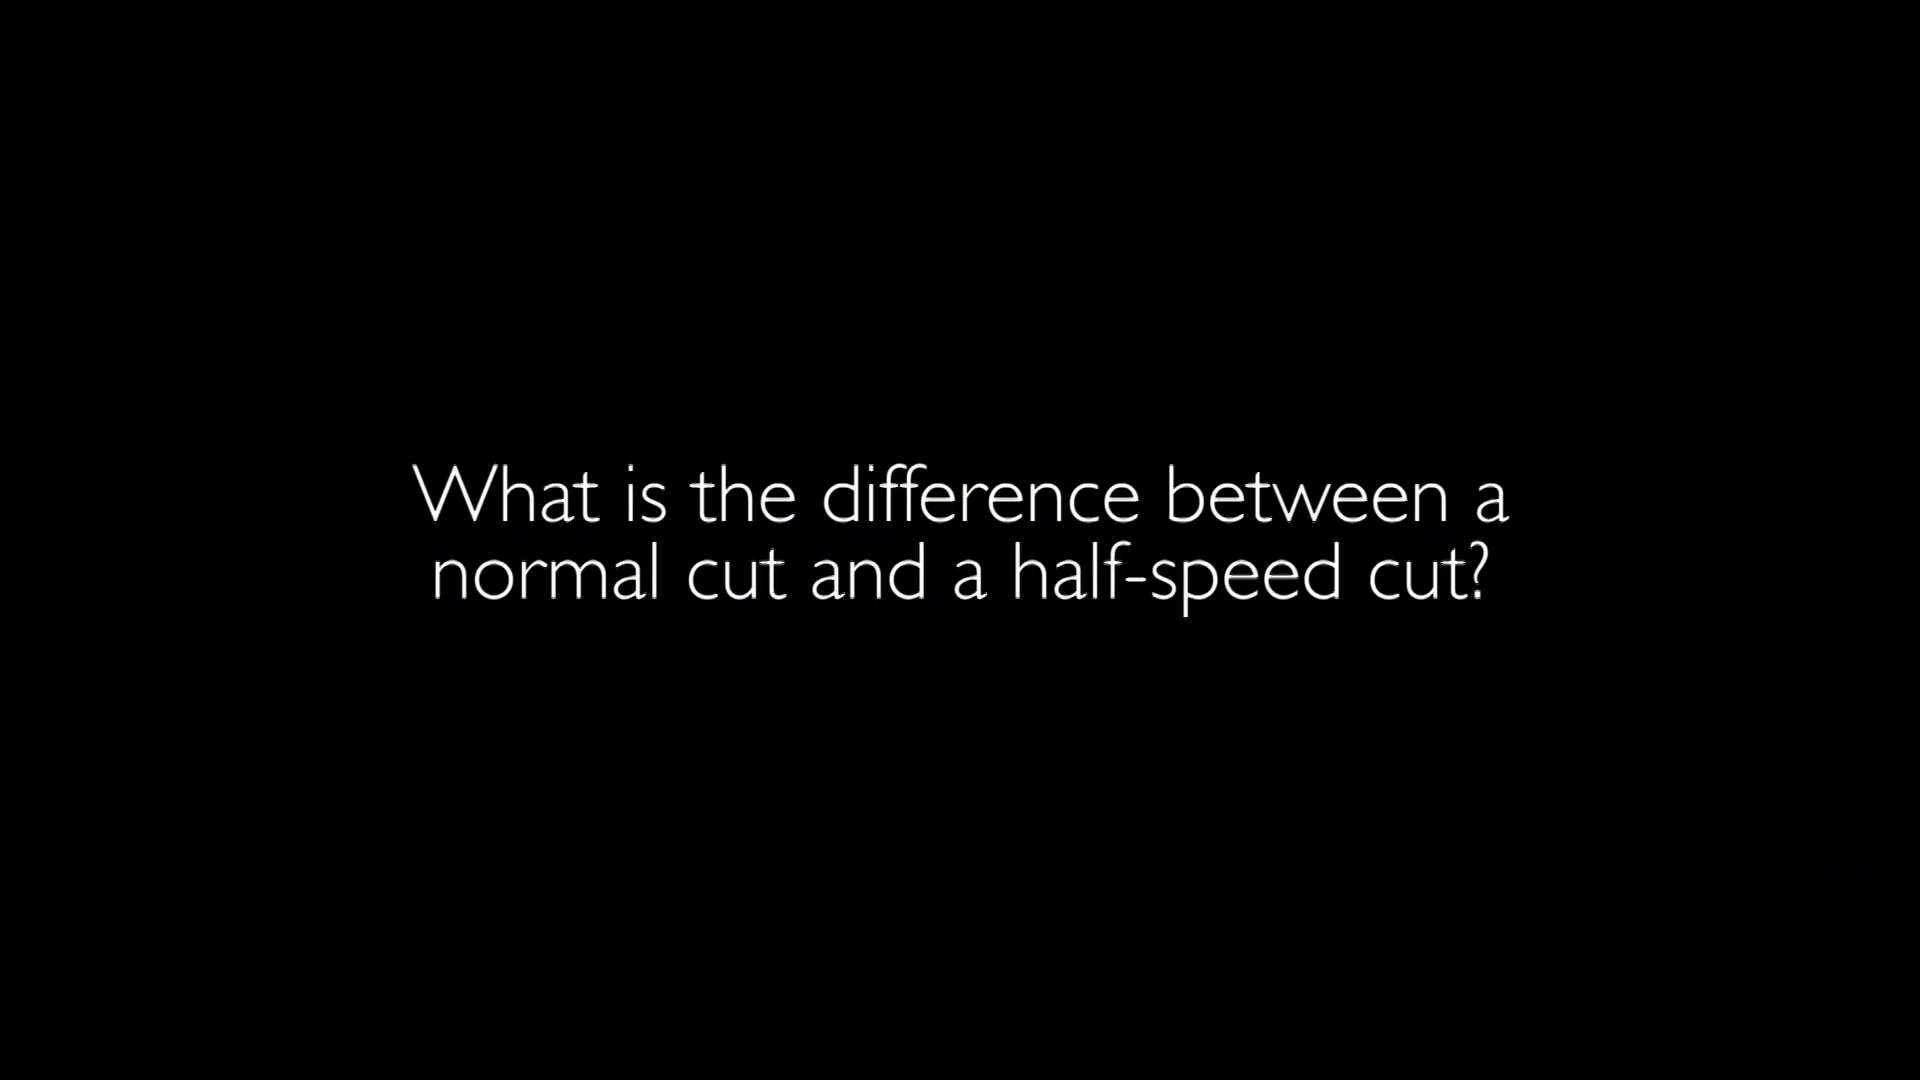 What is the difference between a
normal cut and a half-speed cut?